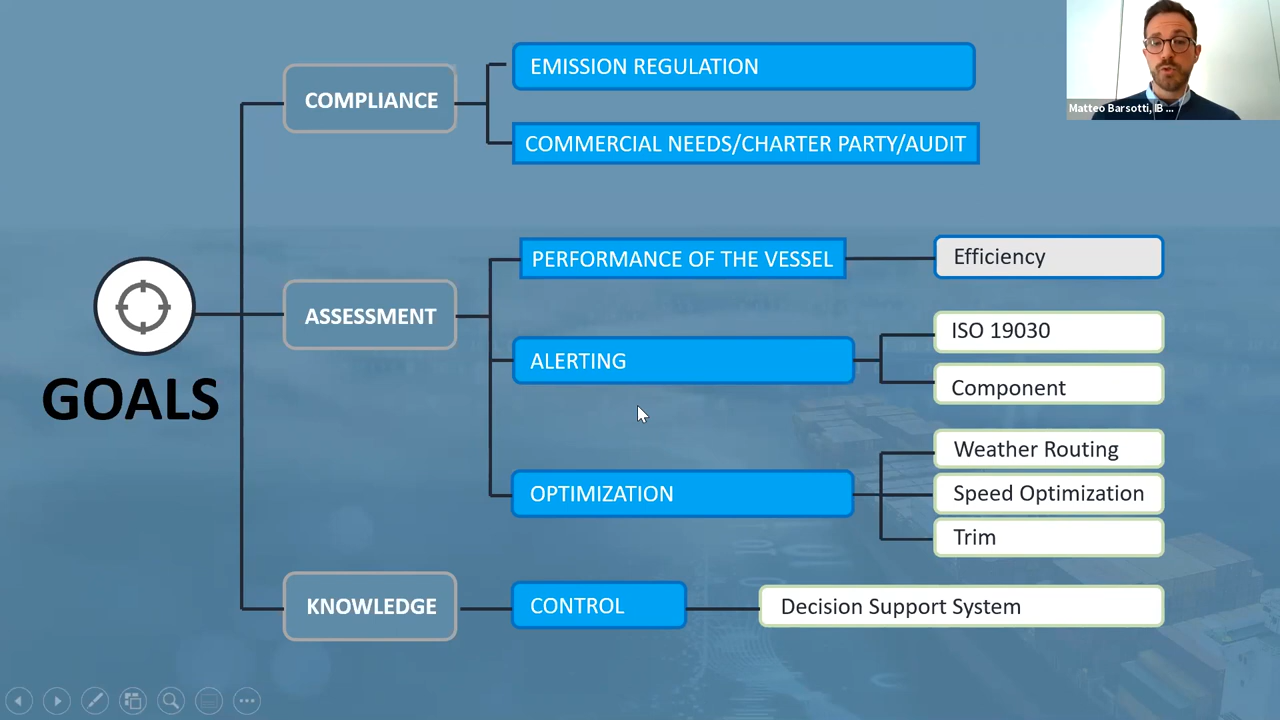 Matteo Barsotti, IB ...
EMISSION REGULATION
COMPLIANCE
COMMERCIAL NEEDS/CHARTER PARTY/AUDIT
PERFORMANCE OF THE VESSEL
Efficiency
ASSESSMENT
ALERTING
ISO 19030
Component
GOALS
OPTIMIZATION
Weather Routing
Speed Optimization
Trim
KNOWLEDGE
CONTROL
Decision Support System